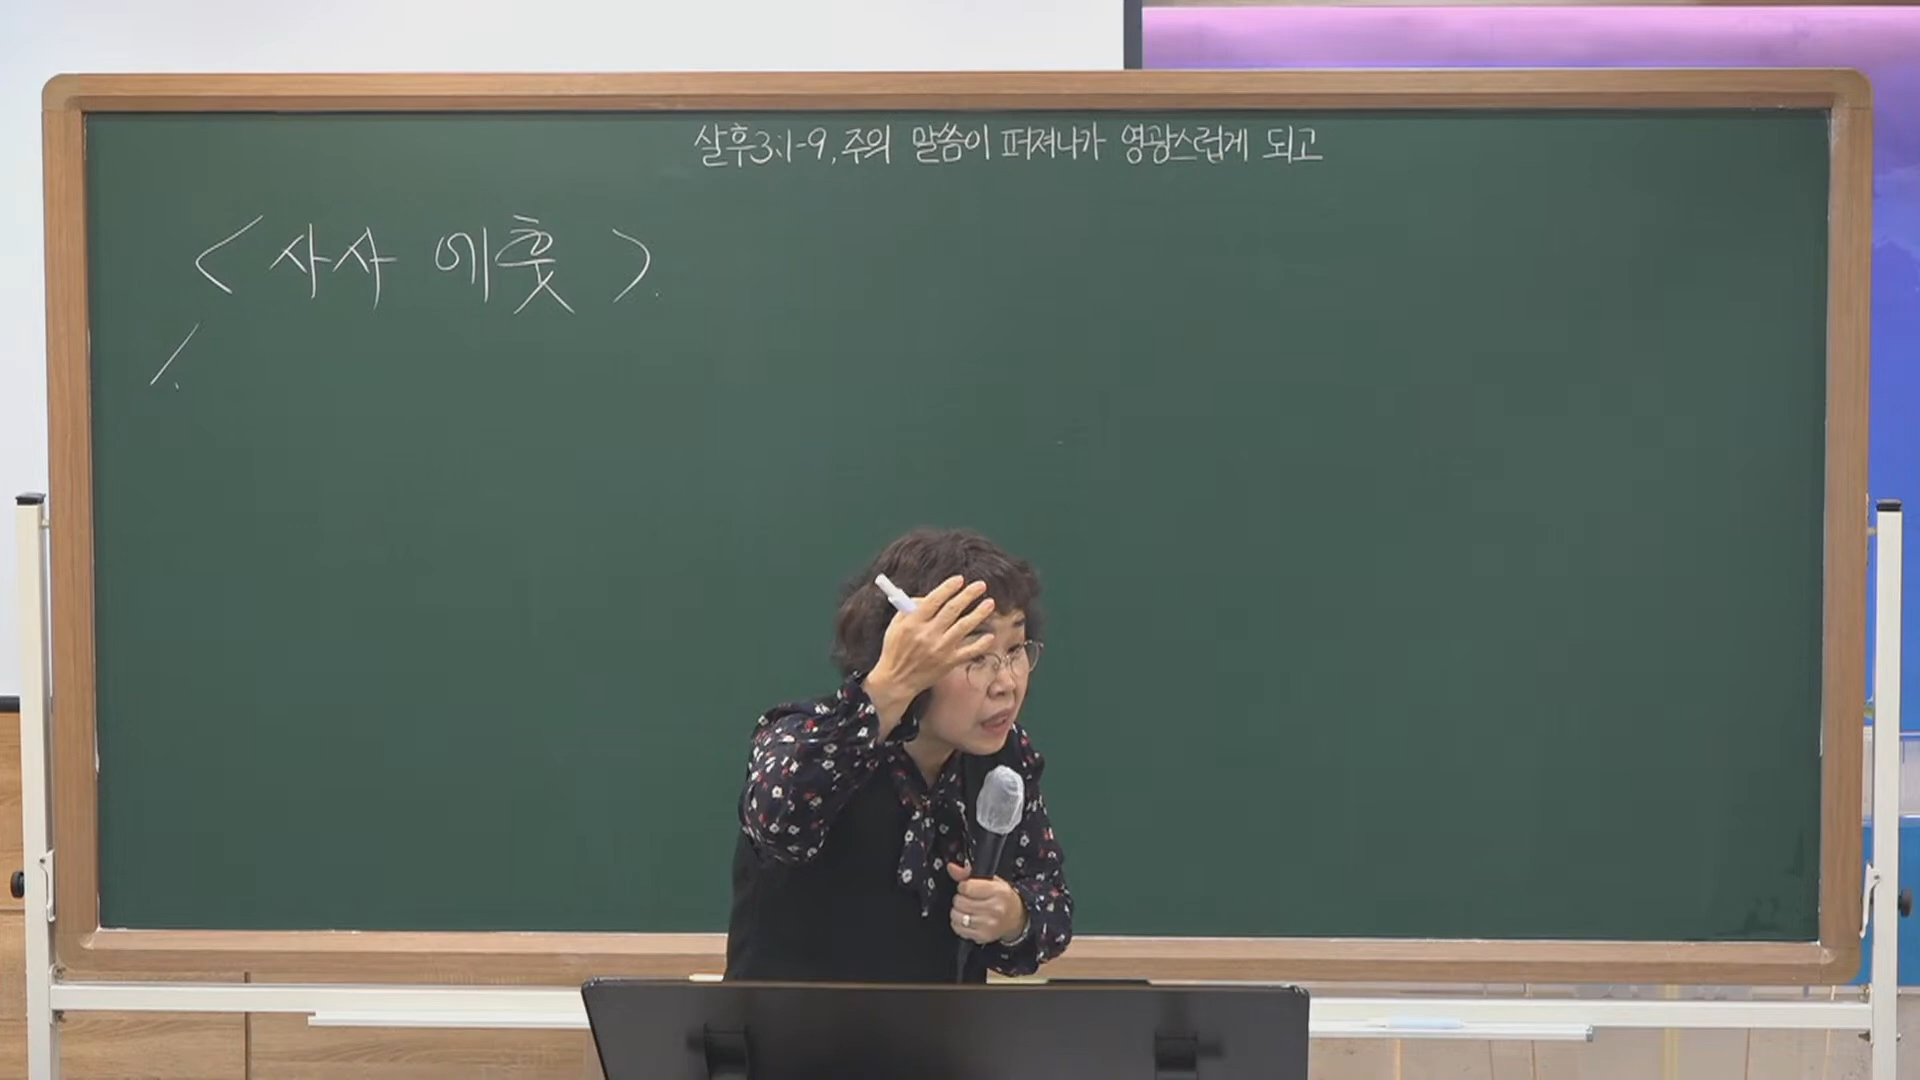 살후3:1-9, 주의 말씀이 퍼져나가 영광스럽게 되고
<사사 에훗>
1.